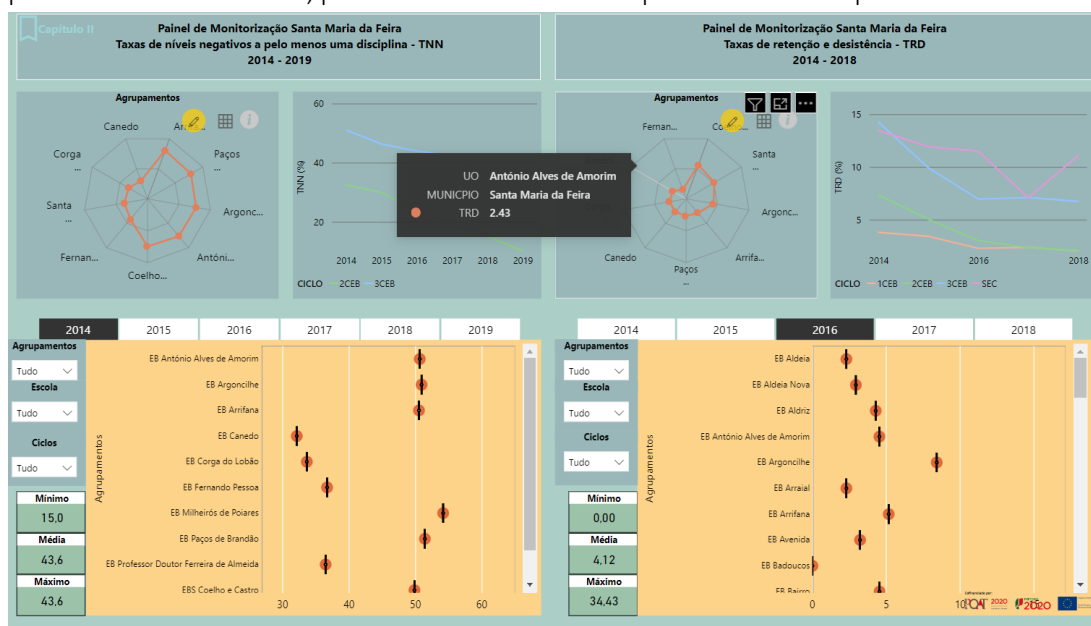 Capítulo II
Painel de Monitorização Santa Maria da Feira
Taxas de níveis negativos a pelo menos uma disciplina - TNN
2014 - 2019
Painel de Monitorização Santa Maria da Feira
Taxas de retenção e desistência - TRD
2014 - 2018
Agrupamentos
Canedo
Corga
...
Paços
...
Santa
...
Argonc...
Fernan...
Antóni...
Coelho...
60
40
20
TNN (%)
2014 2015 2016 2017 2018 2019
CICLO 2CEB 3CEB
UO António Alves de Amorim
MUNICPIO Santa Maria da Feira
TRD 2.43
Agrupamentos
Fernan...
Santa
...
Argonc...
Canedo
Arrifa...
Paços
...
15
10
5
TRD (%)
2014 2016 2018
CICLO 1CEB 2CEB 3CEB SEC
2014 2015 2016 2017 2018 2019
Agrupamentos
Tudo
Escola
Tudo
Ciclos
Tudo
Mínimo
15,0
Média
43,6
Máximo
43,6
Agrupamentos
EB António Alves de Amorim
EB Argoncilhe
EB Arrifana
EB Canedo
EB Corga do Lobão
EB Fernando Pessoa
EB Milheirós de Poiares
EB Paços de Brandão
EB Professor Doutor Ferreira de Almeida
EBS Coelho e Castro
30 40 50 60
2014 2015 2016 2017 2018
Agrupamentos
Tudo
Escola
Tudo
Ciclos
Tudo
Mínimo
0,00
Média
4,12
Máximo
34,43
Agrupamentos
EB Aldeia
EB Aldeia Nova
EB Aldriz
EB António Alves de Amorim
EB Argoncilhe
EB Arraial
EB Arrifana
EB Avenida
EB Badoucos
EB Bairro
0 5 10 15
2020
2020